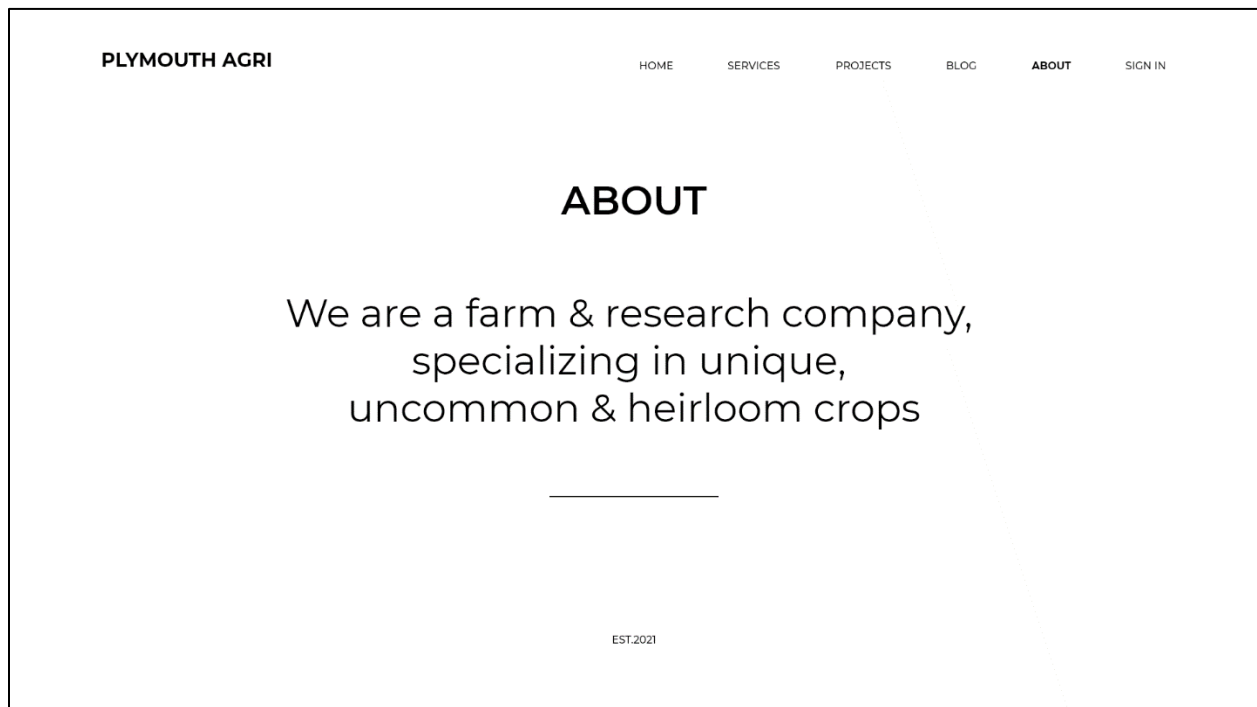 PLYMOUTH AGRI
HOME SERVICES PROJECTS BLOG ABOUT SIGN IN
ABOUT
We are a farm & research company,
specializing in unique,
uncommon & heirloom crops
EST.2021